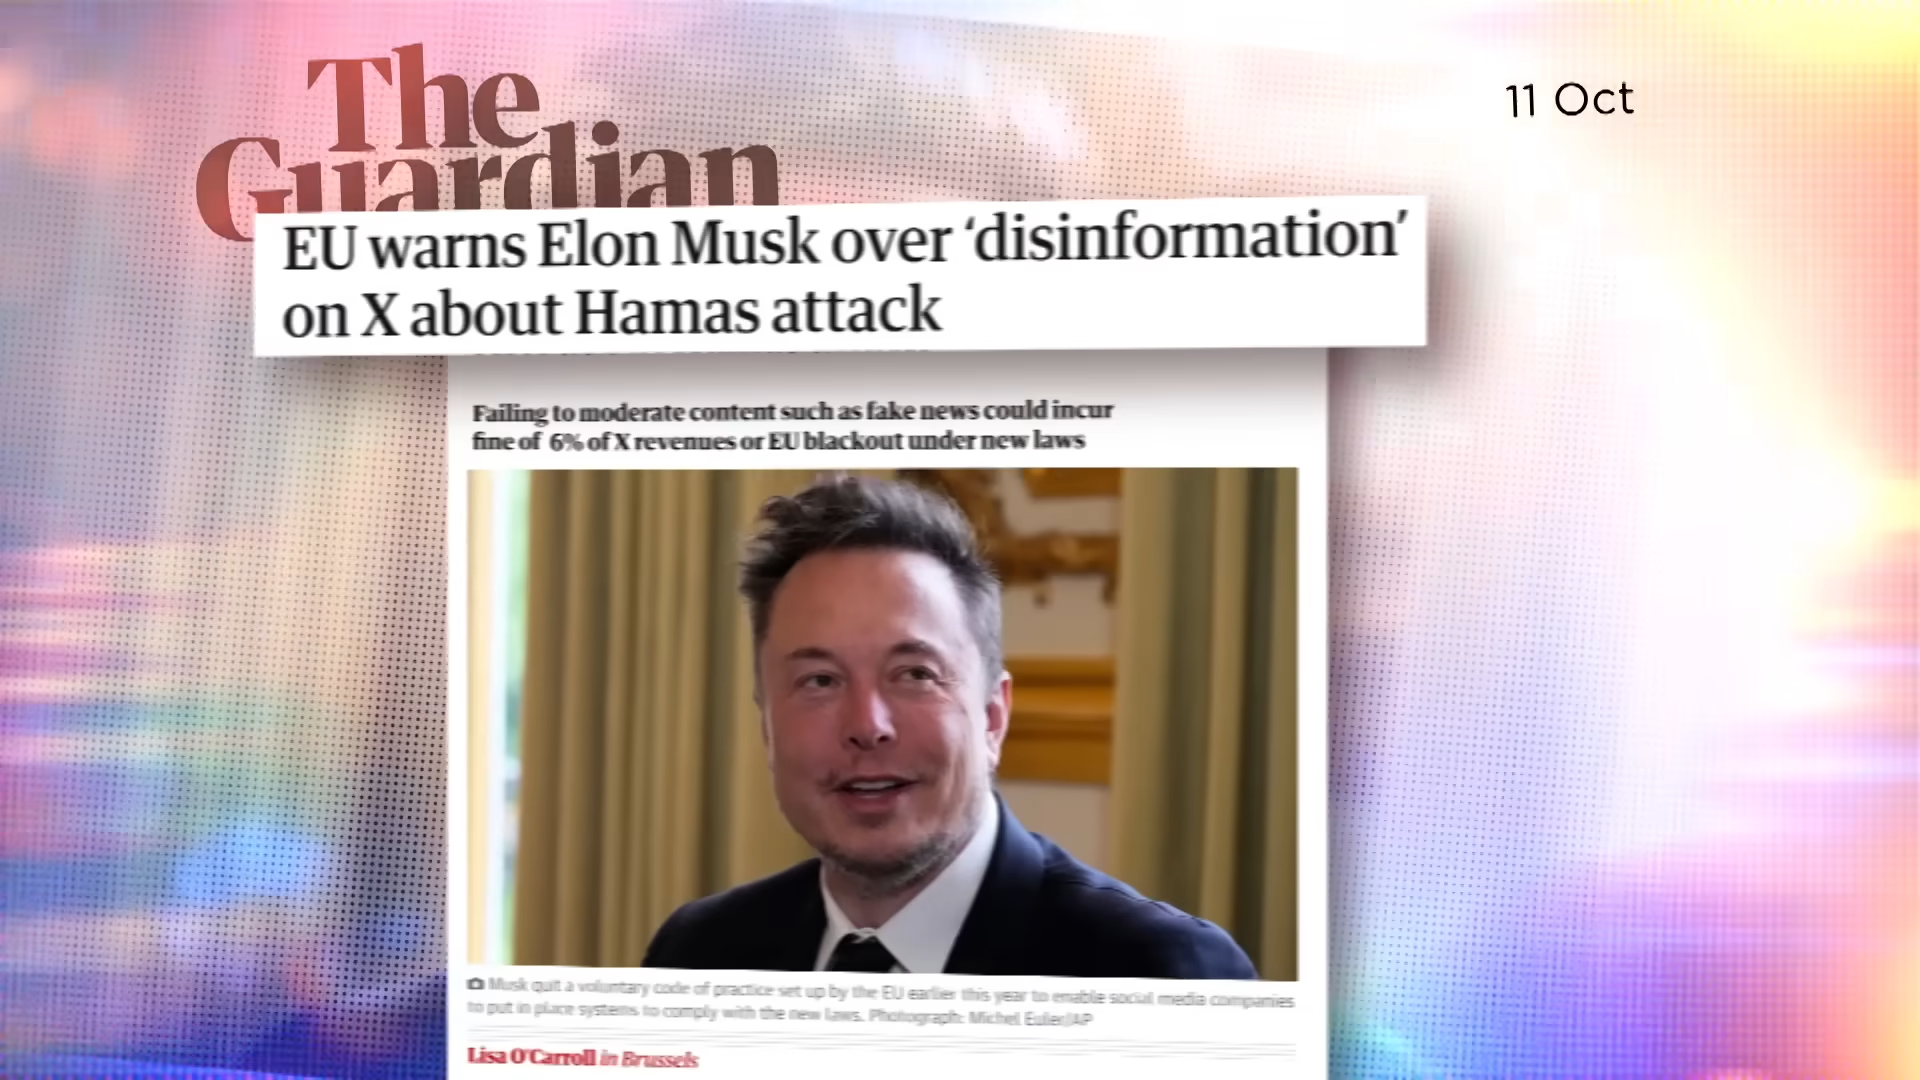 The
Guardian
11 Oct
EU warns Elon Musk over ‘disinformation’
on X about Hamas attack
Failing to moderate content such as fake news could incur
fine of 6% of X revenues or EU blackout under new laws
Musk quit a voluntary code of practice set up by the EU earlier this year to enable social media companies
to put in place systems to comply with the new laws. Photograph: Michel Euler/AP
Lisa O'Carroll in Brussels